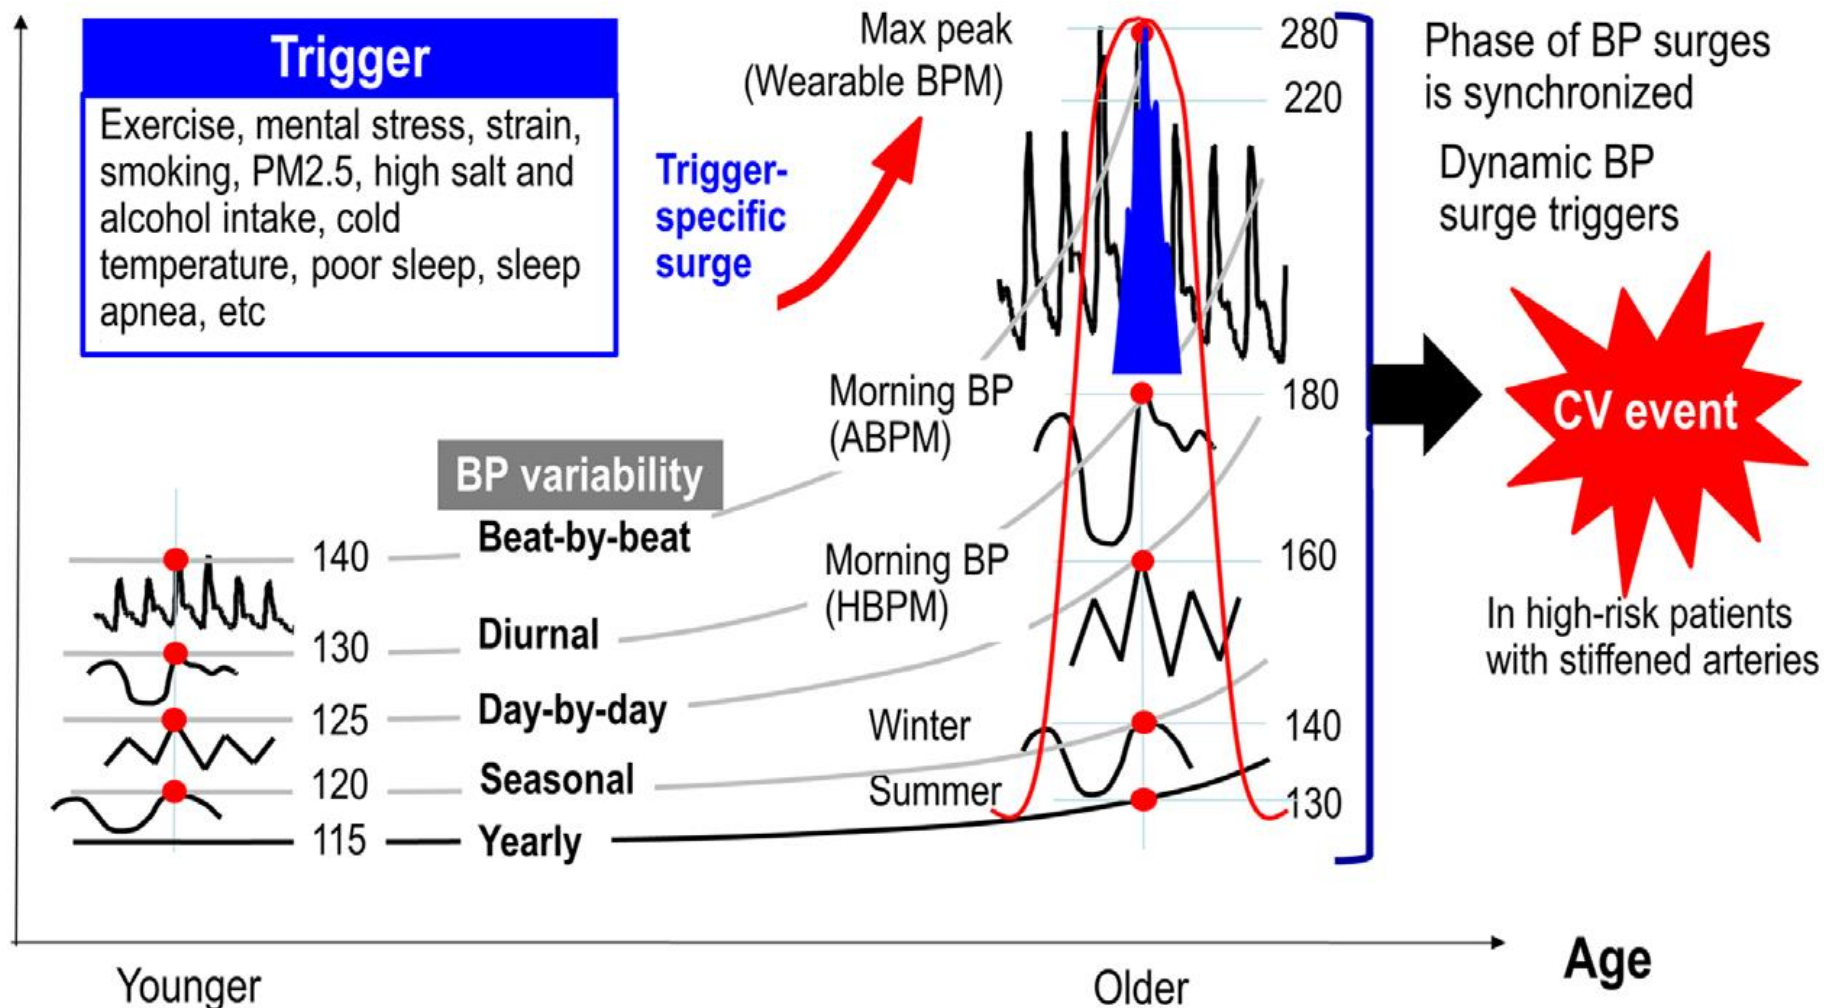 Trigger
Exercise, mental stress, strain,
smoking, PM2.5, high salt and
alcohol intake, cold
temperature, poor sleep, sleep
apnea, etc
Trigger-
specific
surge
Max peak
(Wearable BPM)
280
220
180
160
140
130
Phase of BP surges
is synchronized
Dynamic BP
surge triggers
CV event
In high-risk patients
with stiffened arteries
Morning BP
(ABPM)
Morning BP
(HBPM)
Winter
Summer
BP variability
140
Beat-by-beat
130
Diurnal
125
Day-by-day
120
Seasonal
115
Yearly
Younger
Older
Age